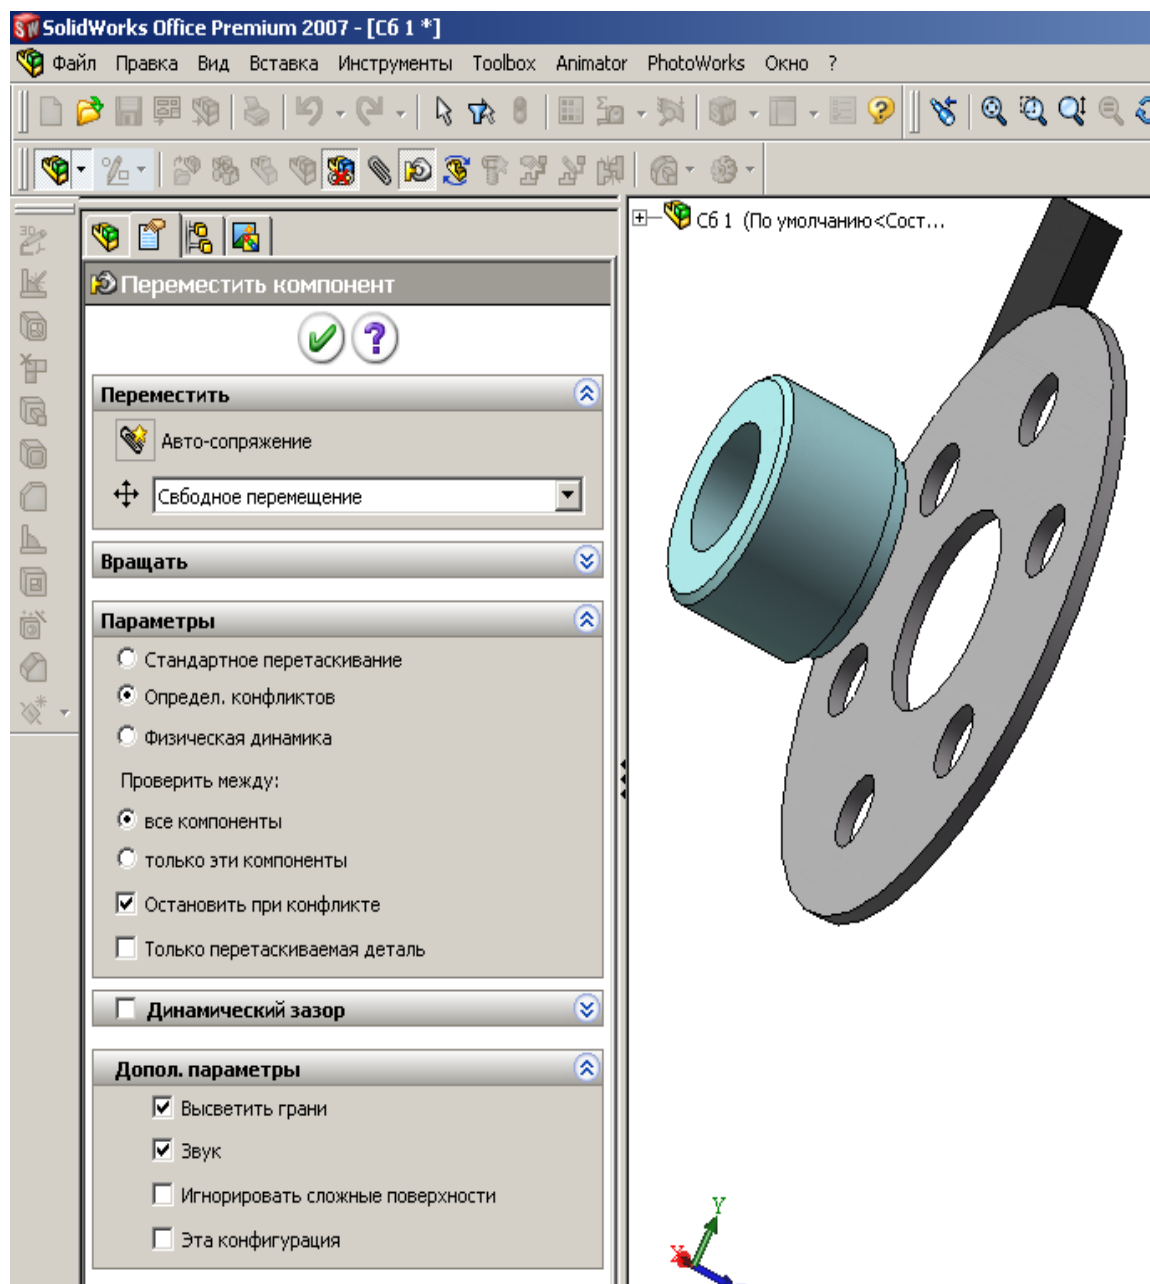 SolidWorks Office Premium 2007 - [Сб 1 *]
Файл Правка Вид Вставка Инструменты Toolbox Animator PhotoWorks Окно ?
3D
Сб 1 (По умолчанию<Сост...
Переместить компонент
Переместить
Авто-сопряжение
Свбодное перемещение
Вращать
Параметры
Стандартное перетаскивание
Определ. конфликтов
Физическая динамика
Проверить между:
все компоненты
только эти компоненты
Остановить при конфликте
Только перетаскиваемая деталь
Динамический зазор
Допол. параметры
Высветить грани
Звук
Игнорировать сложные поверхности
Эта конфигурация
Y
X